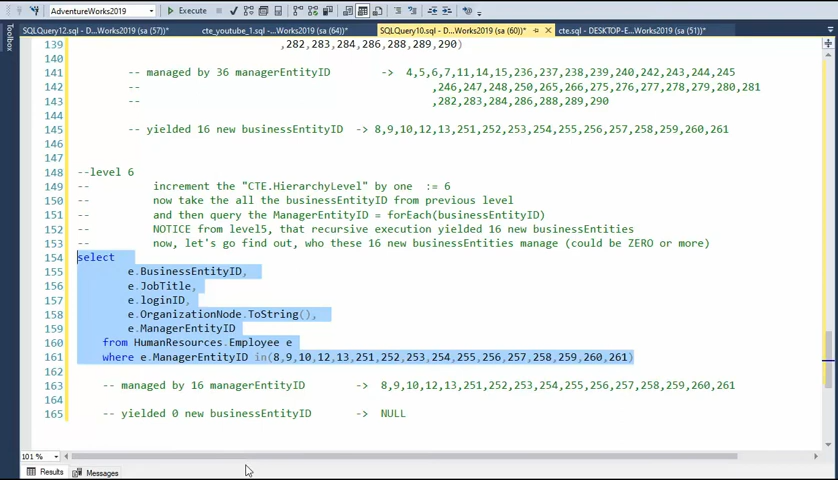 AdventureWorks2019
Execute
SQLQuery12.sql - D...Works2019 (sa (57))*
cte_youtube_1.sql -...Works2019 (sa (64))*
SQLQuery10.sql - D...Works2019 (sa (60))*
cte.sql - DESKTOP-E...Works2019 (sa (51))*
Toolbox
139 ,282,283,284,286,288,289,290)
140
141 -- managed by 36 managerEntityID -> 4,5,6,7,11,14,15,236,237,238,239,240,242,243,244,245
142 -- ,246,247,248,250,265,266,275,276,277,278,279,280,281
143 -- ,282,283,284,286,288,289,290
144
145 -- yielded 16 new businessEntityID -> 8,9,10,12,13,251,252,253,254,255,256,257,258,259,260,261
146
147
148 --level 6
149 -- increment the "CTE.HierarchyLevel" by one := 6
150 -- now take the all the businessEntityID from previous level
151 -- and then query the ManagerEntityID = forEach(businessEntityID)
152 -- NOTICE from level5, that recursive execution yielded 16 new businessEntities
153 -- now, let's go find out, who these 16 new businessEntities manage (could be ZERO or more)
154 select
155 e.BusinessEntityID,
156 e.JobTitle,
157 e.loginID,
158 e.OrganizationNode.ToString(),
159 e.ManagerEntityID
160 from HumanResources.Employee e
161 where e.ManagerEntityID in(8,9,10,12,13,251,252,253,254,255,256,257,258,259,260,261)
162
163 -- managed by 16 managerEntityID -> 8,9,10,12,13,251,252,253,254,255,256,257,258,259,260,261
164
165 -- yielded 0 new businessEntityID -> NULL
101 %
Results Messages